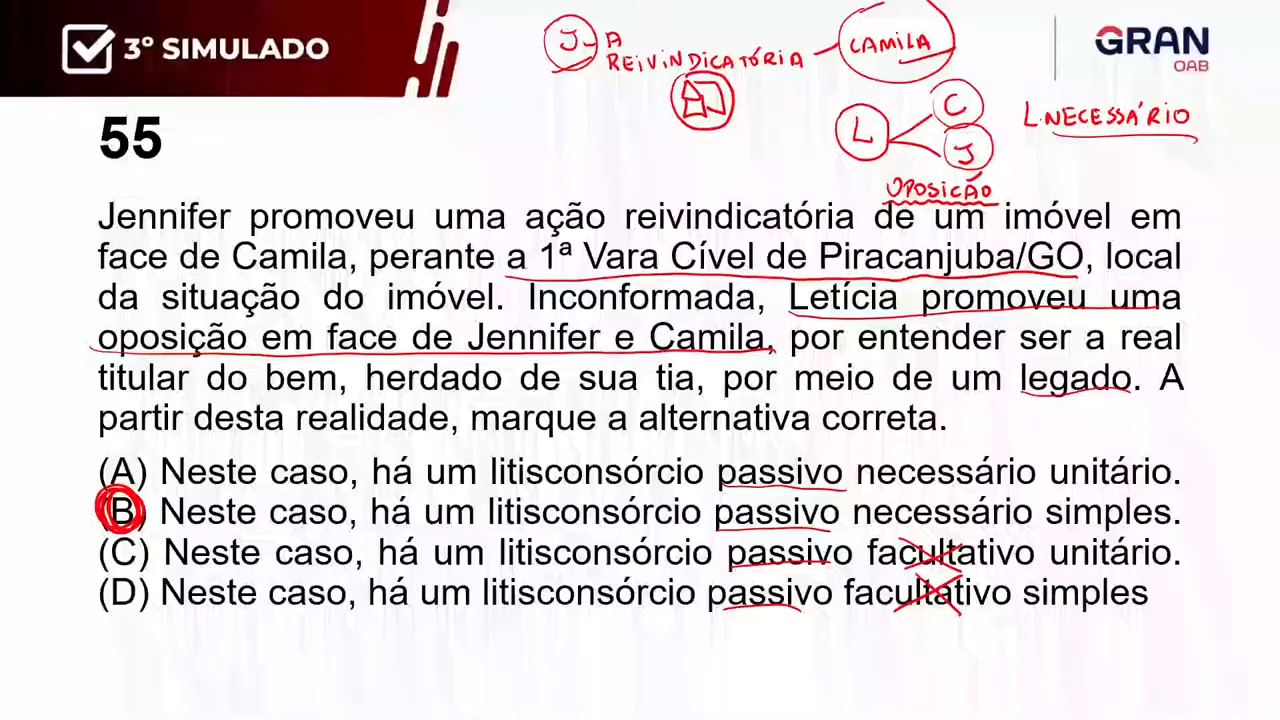 3º SIMULADO
J - A
REIVINDICATÓRIA - CAMILA
GRAN
OAB
L
C
J
L. NECESSÁRIO
OPOSIÇÃO
55
Jennifer promoveu uma ação reivindicatória de um imóvel em
face de Camila, perante a 1ª Vara Cível de Piracanjuba/GO, local
da situação do imóvel. Inconformada, Letícia promoveu uma
oposição em face de Jennifer e Camila, por entender ser a real
titular do bem, herdado de sua tia, por meio de um legado. A
partir desta realidade, marque a alternativa correta.
(A) Neste caso, há um litisconsórcio passivo necessário unitário.
(B) Neste caso, há um litisconsórcio passivo necessário simples.
(C) Neste caso, há um litisconsórcio passivo facultativo unitário.
(D) Neste caso, há um litisconsórcio passivo facultativo simples